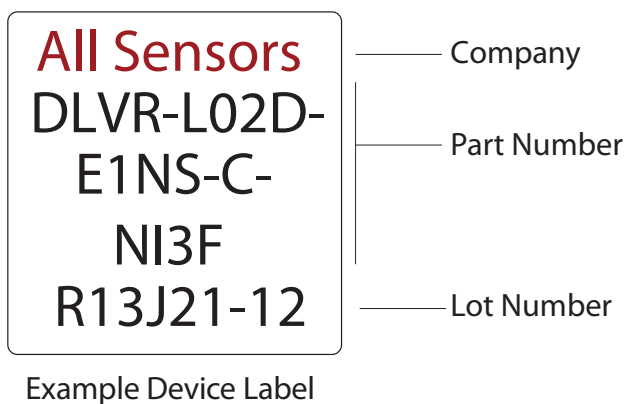 All Sensors
DLVR-L02D-
E1NS-C-
NI3F
R13J21-12
Company
Part Number
Lot Number
Example Device Label